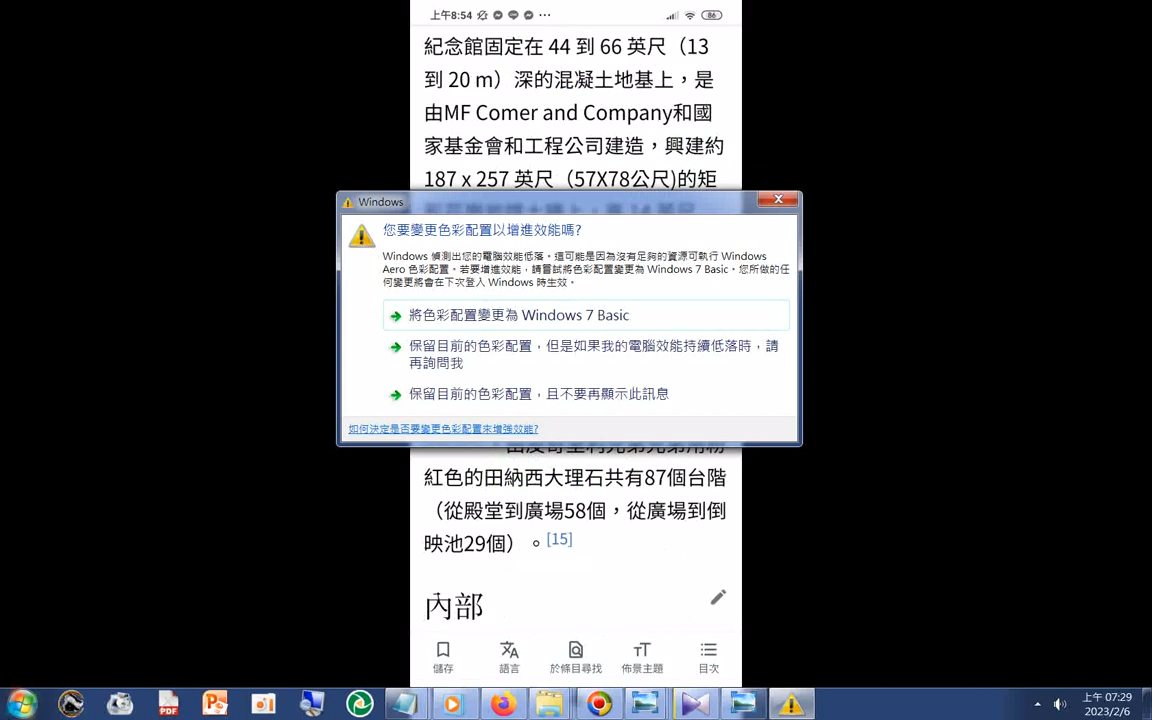 上午8:54
86
紀念館固定在 44 到 66 英尺（13
到 20 m）深的混凝土地基上，是
由MF Comer and Company和國
家基金會和工程公司建造，興建約
187 x 257 英尺（57X78公尺)的矩
Windows
您要變更色彩配置以增進效能嗎?
Windows 偵測出您的電腦效能低落。這可能是因為沒有足夠的資源可執行 Windows
Aero 色彩配置。若要增進效能，請嘗試將色彩配置變更為 Windows 7 Basic。您所做的任
何變更將會在下次登入 Windows 時生效。
將色彩配置變更為 Windows 7 Basic
保留目前的色彩配置，但是如果我的電腦效能持續低落時，請
再詢問我
保留目前的色彩配置，且不要再顯示此訊息
如何決定是否要變更色彩配置來增強效能?
紅色的田納西大理石共有87個台階
（從殿堂到廣場58個，從廣場到倒
映池29個）。[15]
內部
儲存
語言
於條目尋找
佈景主題
目次
PDF
上午 07:29
2023/2/6